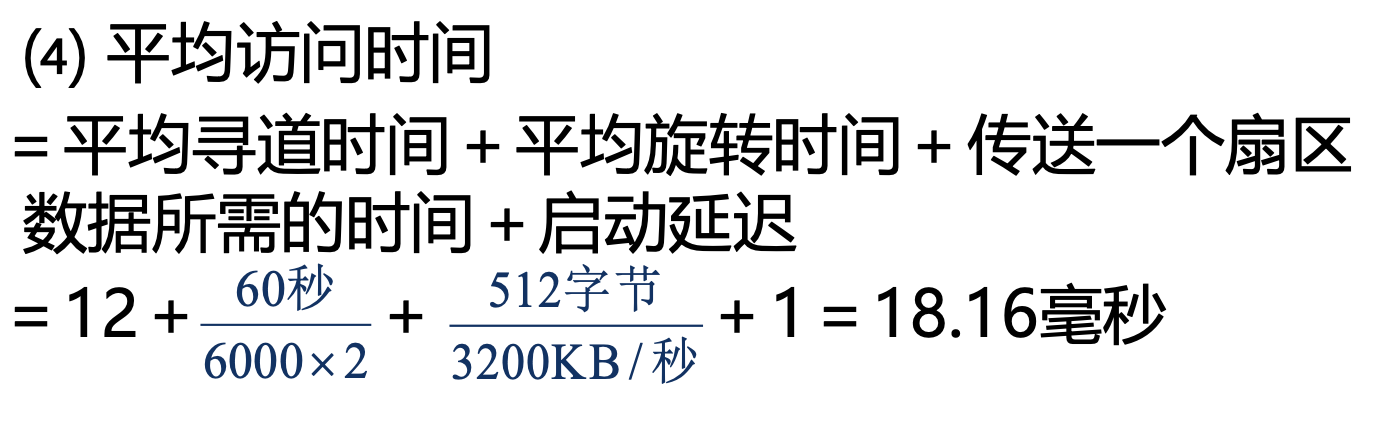 (4) 平均访问时间
= 平均寻道时间 + 平均旋转时间 + 传送一个扇区
数据所需的时间 + 启动延迟
= 12 + 60秒/6000×2 + 512字节/3200KB/秒 + 1 = 18.16毫秒